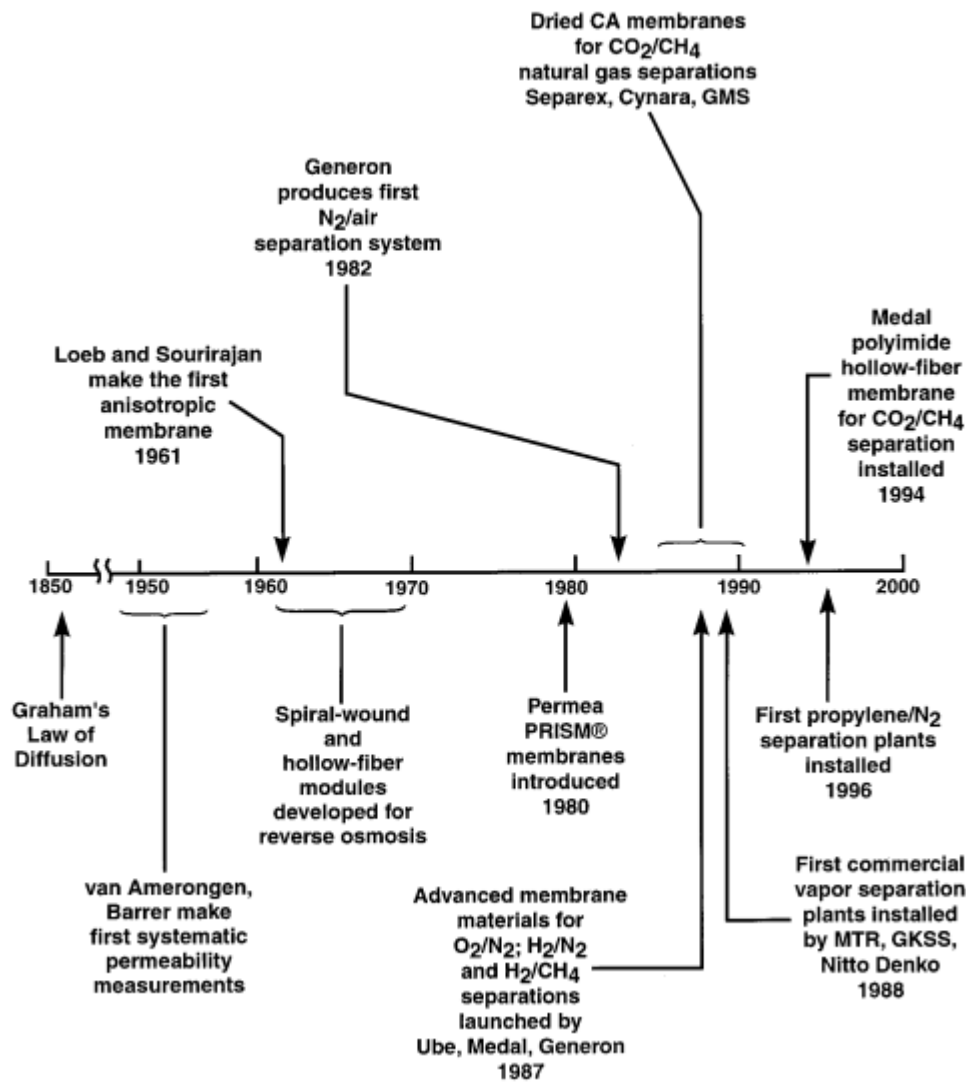 Dried CA membranes
for CO2/CH4
natural gas separations
Separex, Cynara, GMS
Generon
produces first
N2/air
separation system
1982
Loeb and Sourirajan
make the first
anisotropic
membrane
1961
Medal
polyimide
hollow-fiber
membrane
for CO2/CH4
separation
installed
1994
1850 1950 1960 1970 1980 1990 2000
Graham's
Law of
Diffusion
van Amerongen,
Barrer make
first systematic
permeability
measurements
Spiral-wound
and
hollow-fiber
modules
developed for
reverse osmosis
Permea
PRISM®
membranes
introduced
1980
Advanced membrane
materials for
O2/N2; H2/N2
and H2/CH4
separations
launched by
Ube, Medal, Generon
1987
First propylene/N2
separation plants
installed
1996
First commercial
vapor separation
plants installed
by MTR, GKSS,
Nitto Denko
1988